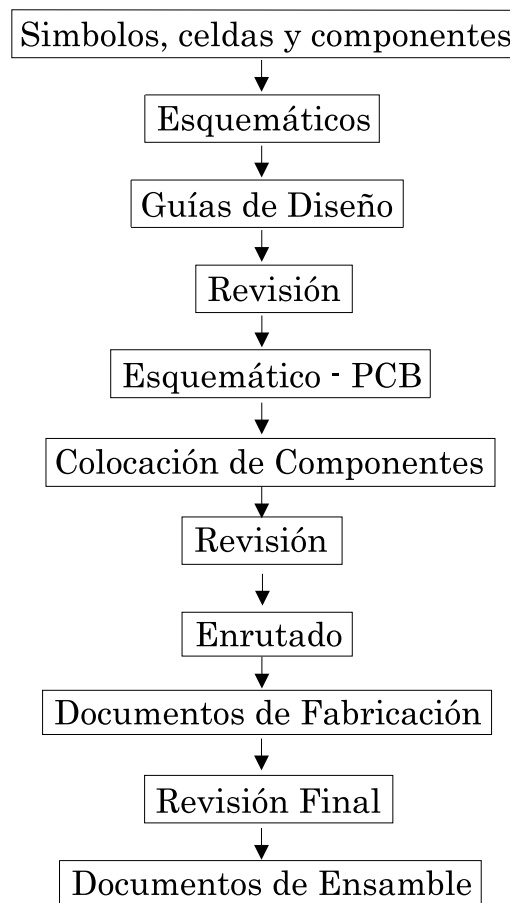 Simbolos, celdas y componentes
Esquemáticos
Guías de Diseño
Revisión
Esquemático - PCB
Colocación de Componentes
Revisión
Enrutado
Documentos de Fabricación
Revisión Final
Documentos de Ensamble